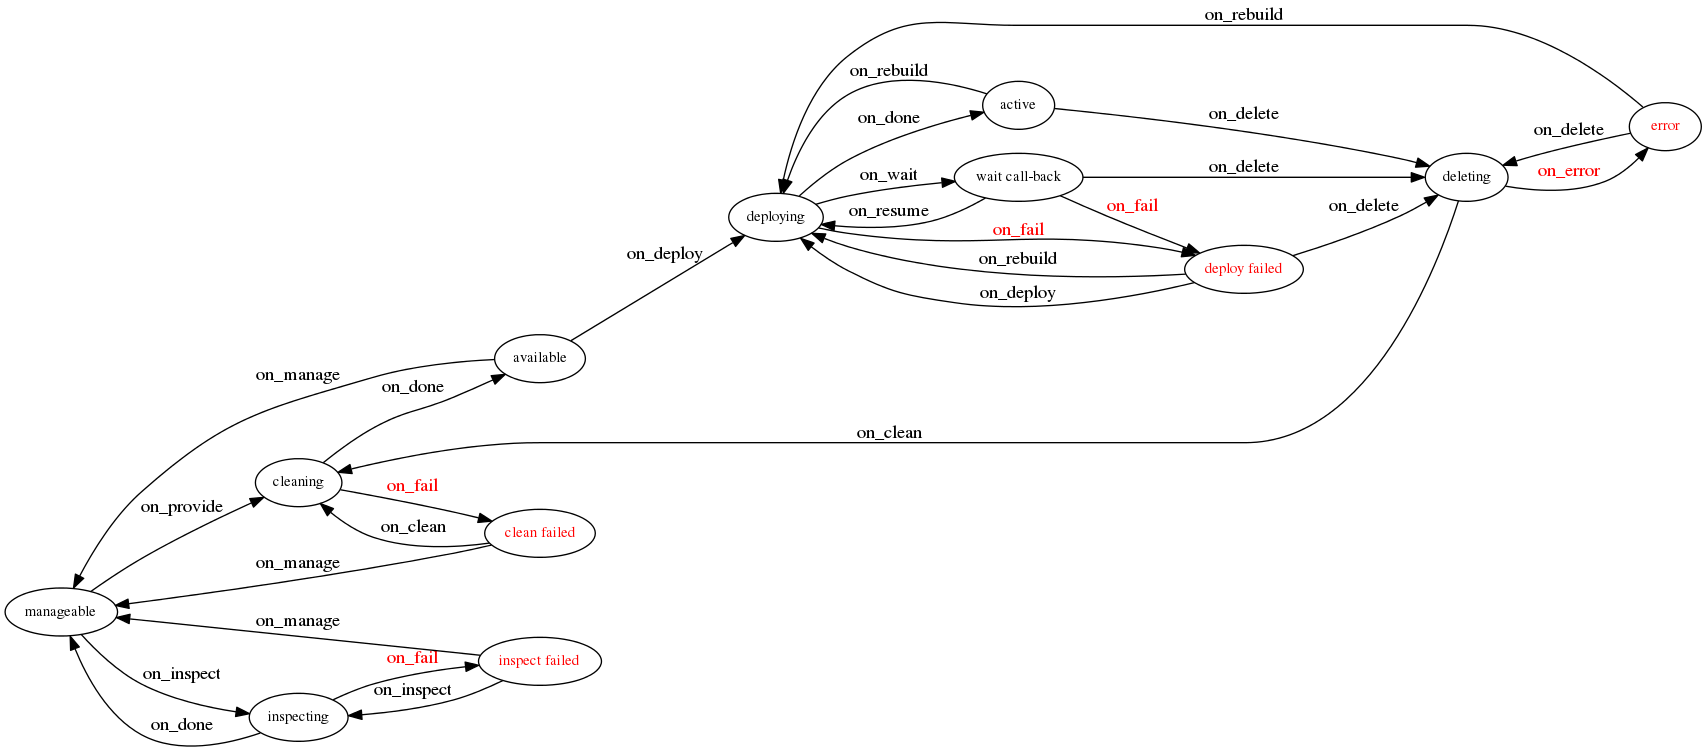 on_rebuild
on_rebuild
active
on_done
on_delete
error
on_delete
on_error
on_wait
wait call-back
on_delete
deleting
on_resume
on_fail
on_delete
deploying
on_fail
on_rebuild
deploy failed
on_deploy
on_deploy
available
on_manage
on_done
on_clean
cleaning
on_fail
on_provide
on_clean
clean failed
on_manage
manageable
on_manage
on_fail
inspect failed
on_inspect
on_inspect
inspecting
on_done